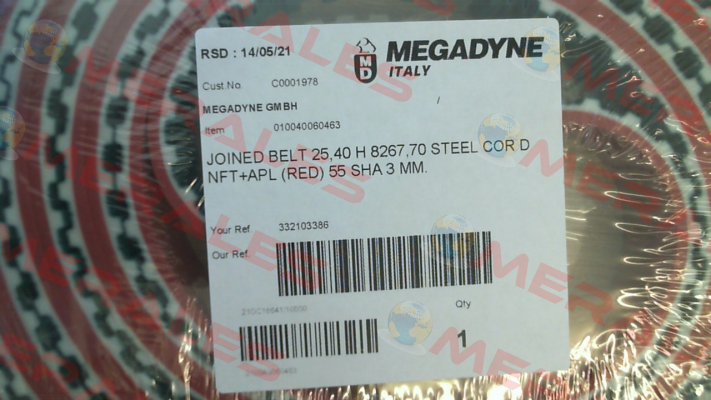 RSD : 14/05/21
MEGADYNE
MD
ITALY
Cust No. C0001978
MEGADYNE GMBH /
Item 010040060463
JOINED BELT 25,40 H 8267,70 STEEL COR D
NFT+APL (RED) 55 SHA 3 MM.
Your Ref. 332103386
Our Ref.
Qty
1